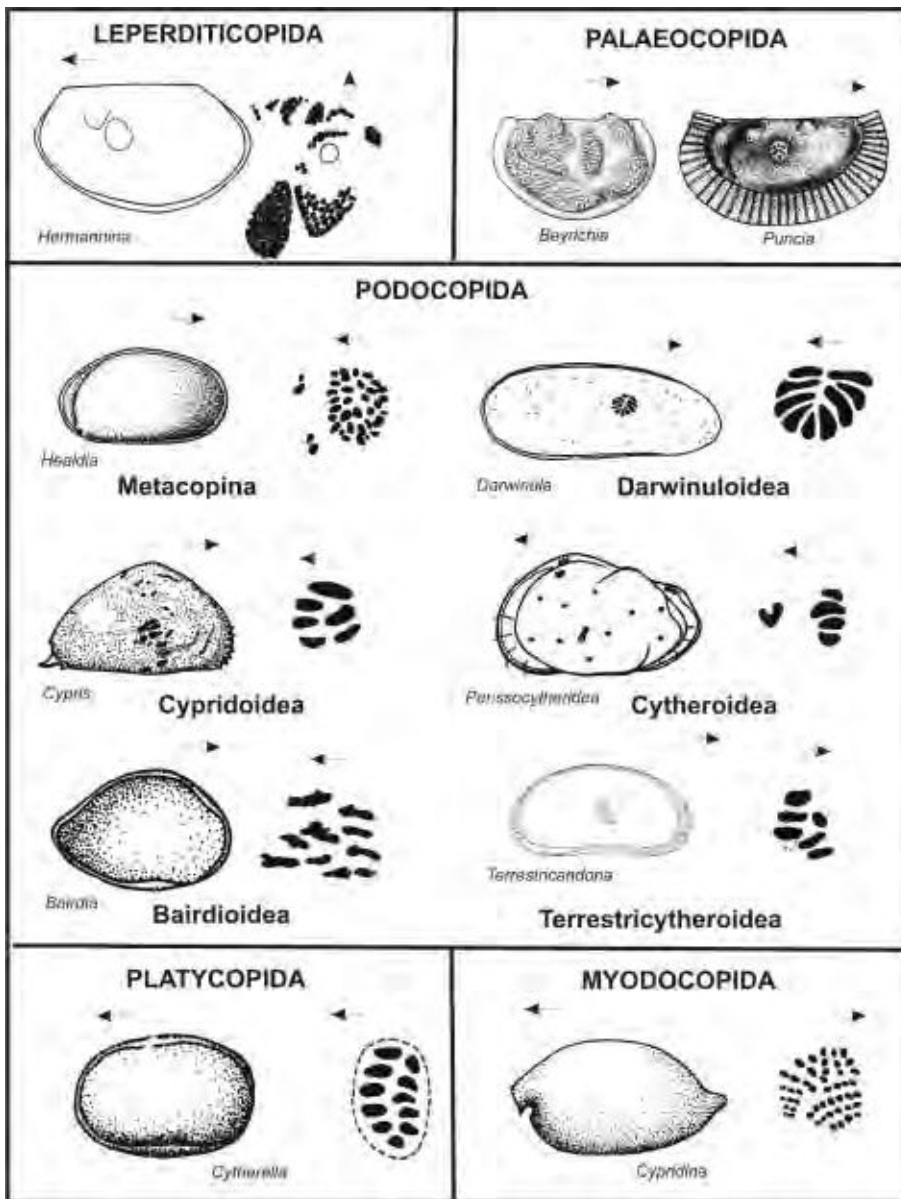 LEPERDITICOPIDA
Hermannina
PALAEOCOPIDA
Beyrichia
Puncia
PODOCOPIDA
Healdia
Metacopina
Darwinula
Darwinuloidea
Cypris
Cypridoidea
Perissocytheridea
Cytheroidea
Bairdia
Bairdioidea
Terrestricandona
Terrestricytheroidea
PLATYCOPIDA
Cytherella
MYODOCOPIDA
Cypridina